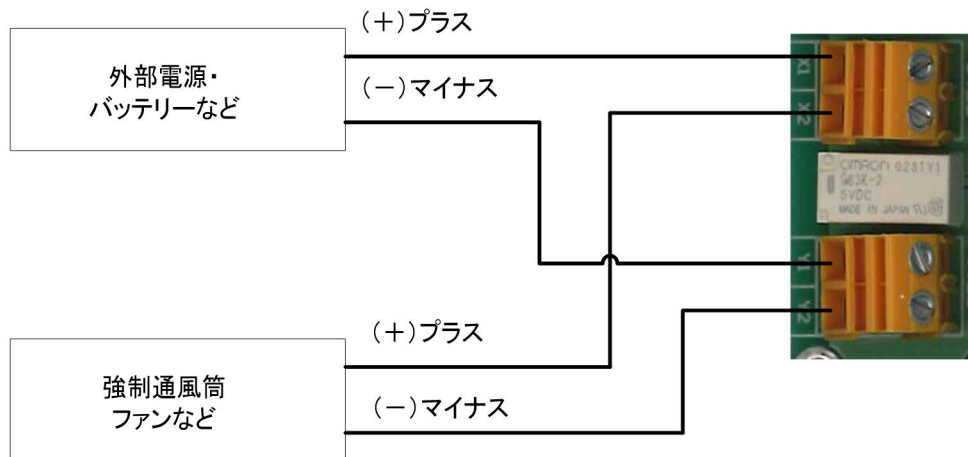 (+)プラス
外部電源・
バッテリーなど
(-)マイナス
X1
X2
OMRON 0231Y1
G6SK-2
5VDC
MADE IN JAPAN
Y1
Y2
(+)プラス
強制通風筒
ファンなど
(-)マイナス